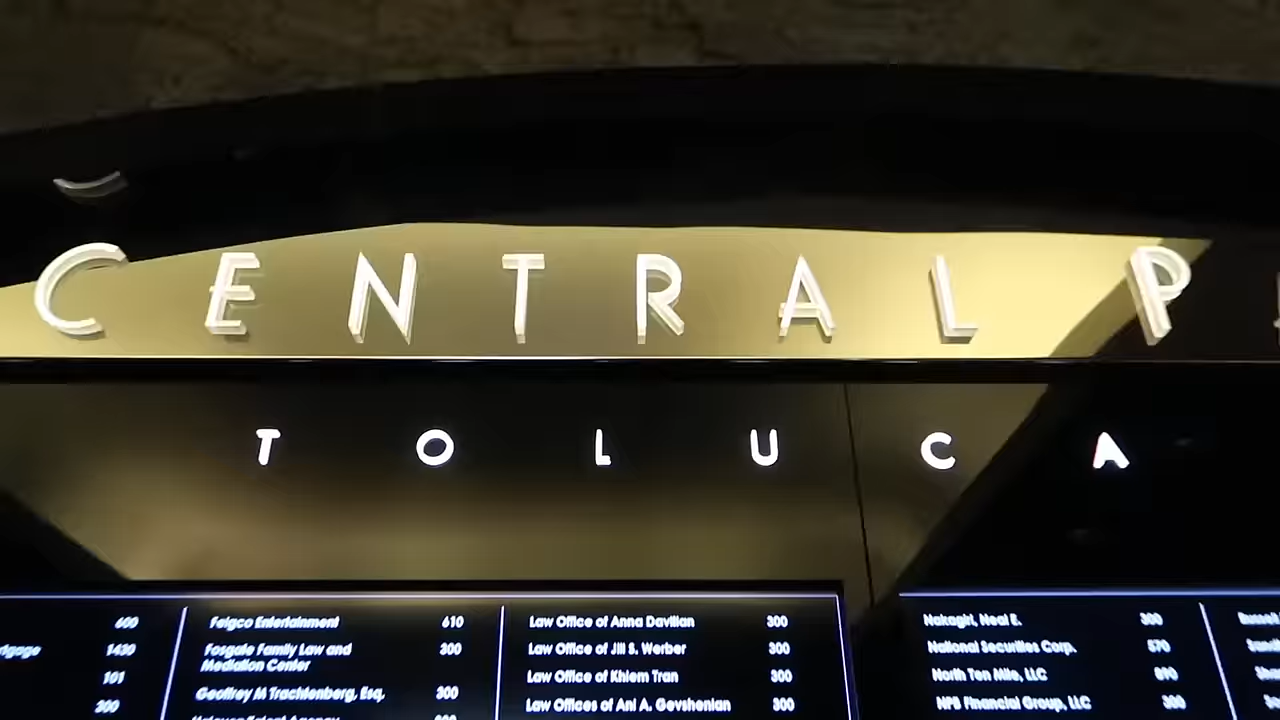 CENTRAL P
TOLUCA
600
1430
101
300
Feigco Entertainment 610
Fosgate Family Law and
Mediation Center 300
Geoffrey M Trachtenberg, Esq. 300
Law Office of Anna Davtian 300
Law Office of Jill S. Werber 300
Law Office of Khiem Tran 300
Law Offices of Ani A. Gevshenian 300
Nakagiri, Neal E. 300
National Securities Corp. 570
North Ten Mile, LLC 890
NPB Financial Group, LLC 300